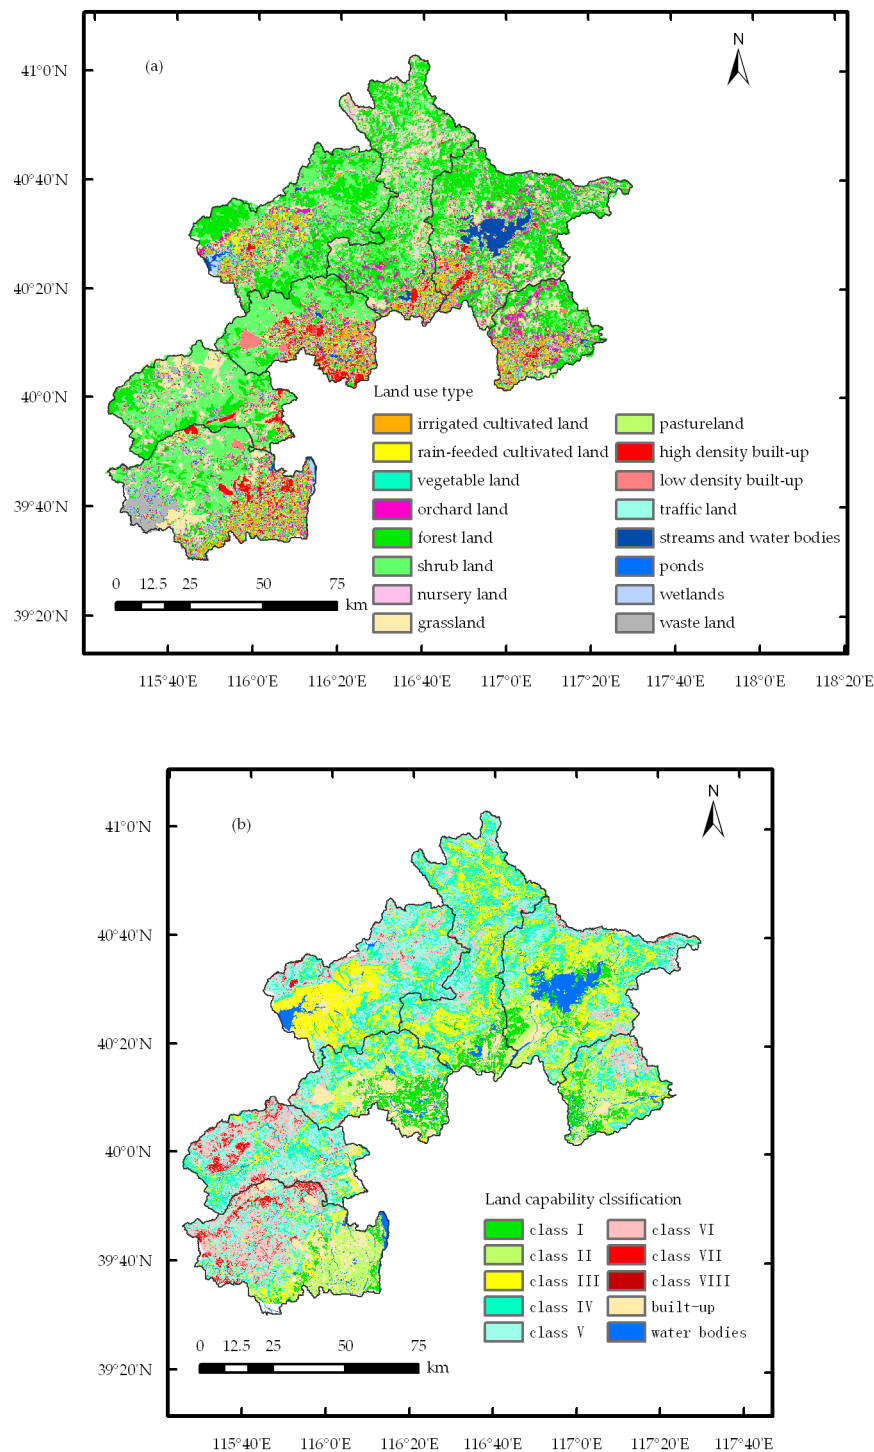 (a)
N
41°0'N
40°40'N
40°20'N
40°0'N
39°40'N
39°20'N
Land use type
irrigated cultivated land
rain-feeded cultivated land
vegetable land
orchard land
forest land
shrub land
nursery land
grassland
pastureland
high density built-up
low density built-up
traffic land
streams and water bodies
ponds
wetlands
waste land
0 12.5 25 50 75
km
115°40'E 116°0'E 116°20'E 116°40'E 117°0'E 117°20'E 117°40'E 118°0'E 118°20'E
(b)
N
41°0'N
40°40'N
40°20'N
40°0'N
39°40'N
39°20'N
Land capability clssification
class I
class II
class III
class IV
class V
class VI
class VII
class VIII
built-up
water bodies
0 12.5 25 50 75
km
115°40'E 116°0'E 116°20'E 116°40'E 117°0'E 117°20'E 117°40'E